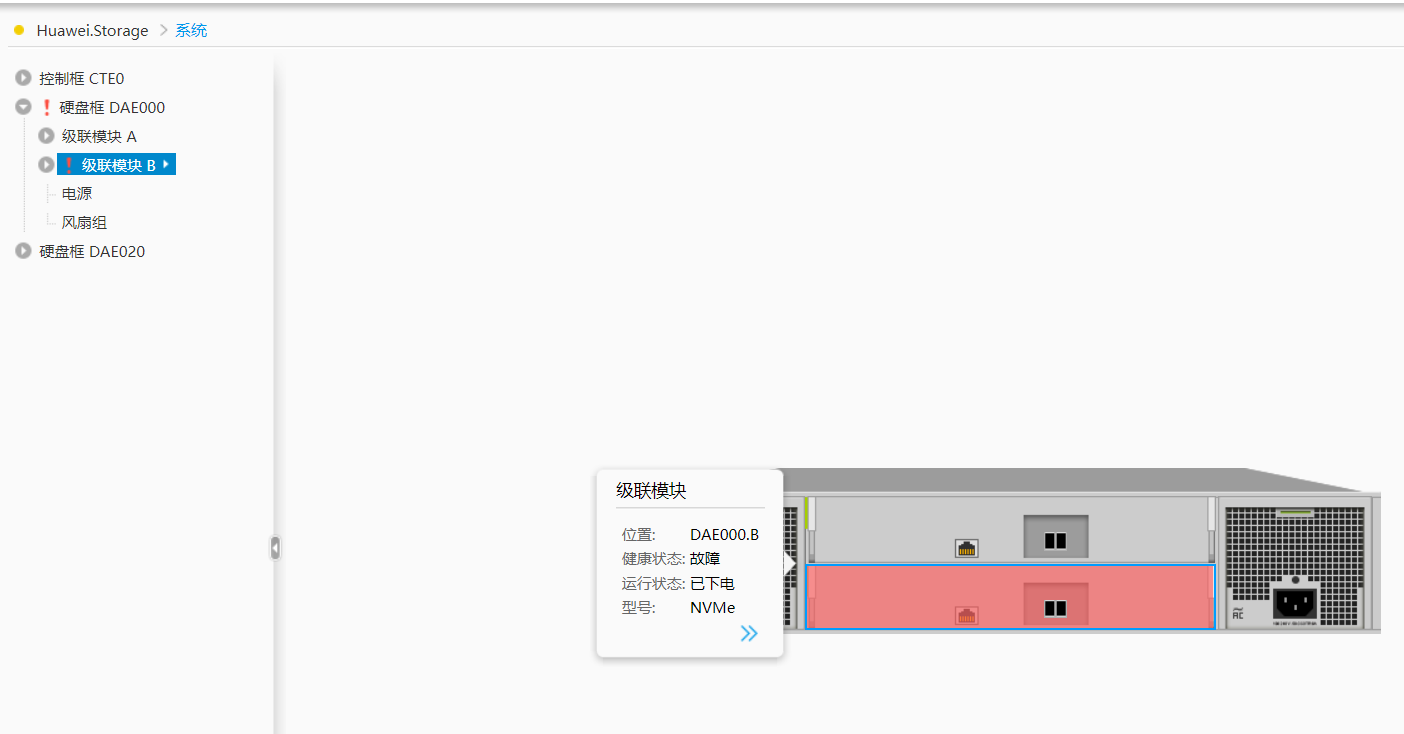 Huawei.Storage > 系统
控制框 CTE0
硬盘框 DAE000
级联模块 A
级联模块 B
电源
风扇组
硬盘框 DAE020
级联模块
位置: DAE000.B
健康状态: 故障
运行状态: 已下电
型号: NVMe
AC